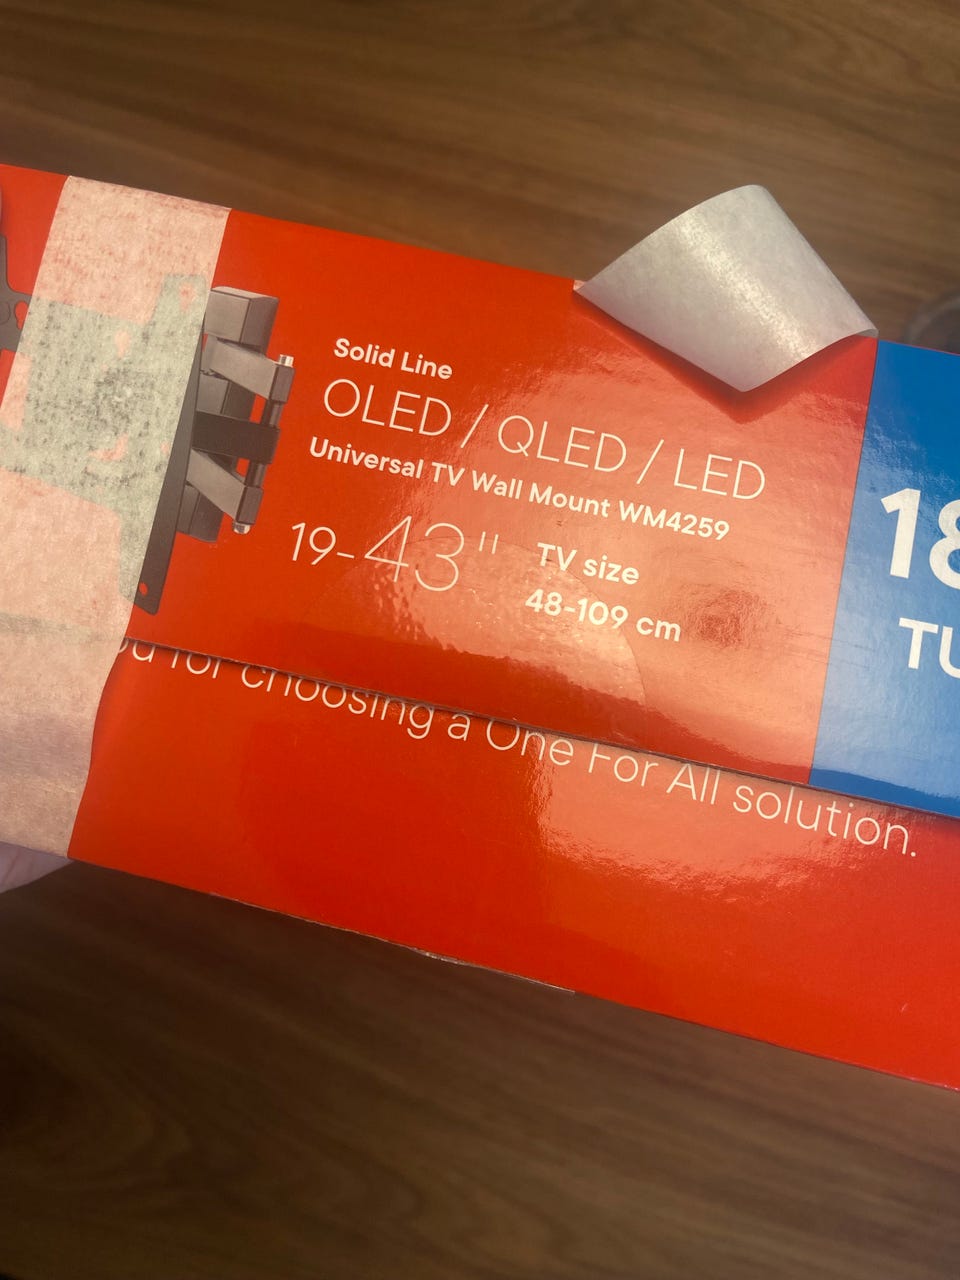 Solid Line
OLED / QLED / LED
Universal TV Wall Mount WM4259
19-43"
TV size
48-109 cm
for choosing a One For All solution.